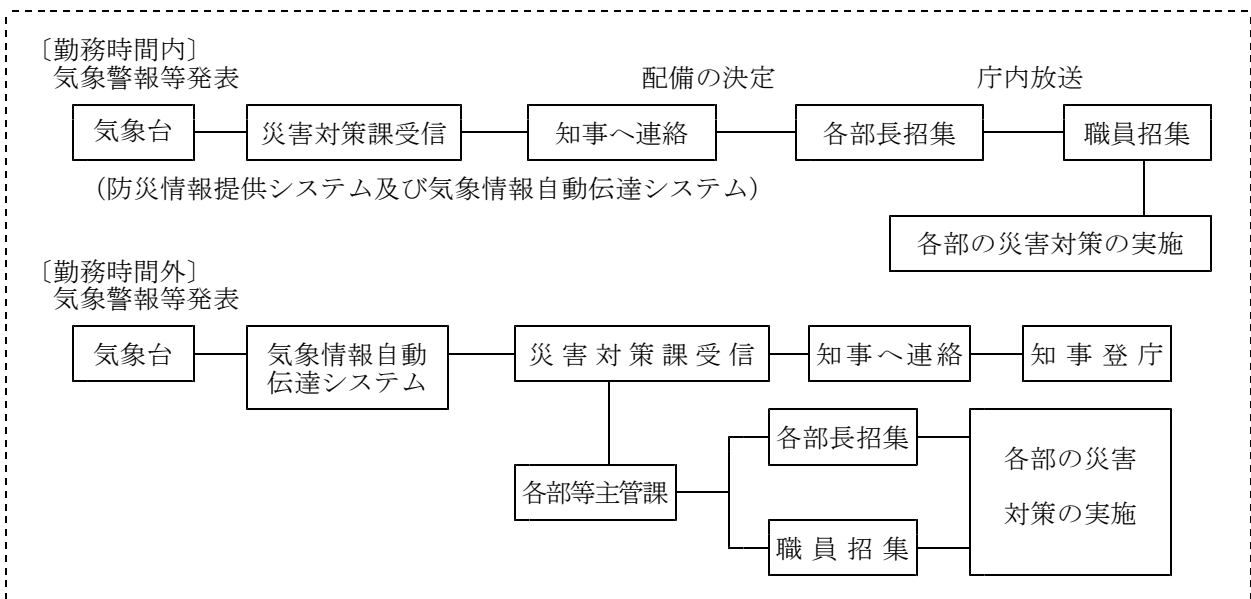 〔勤務時間内〕
気象警報等発表
配備の決定
庁内放送
気象台
災害対策課受信
知事へ連絡
各部長招集
職員招集
（防災情報提供システム及び気象情報自動伝達システム）
各部の災害対策の実施
〔勤務時間外〕
気象警報等発表
気象台
気象情報自動
伝達システム
災害対策課受信
知事へ連絡
知事登庁
各部等主管課
各部長招集
職員招集
各部の災害
対策の実施